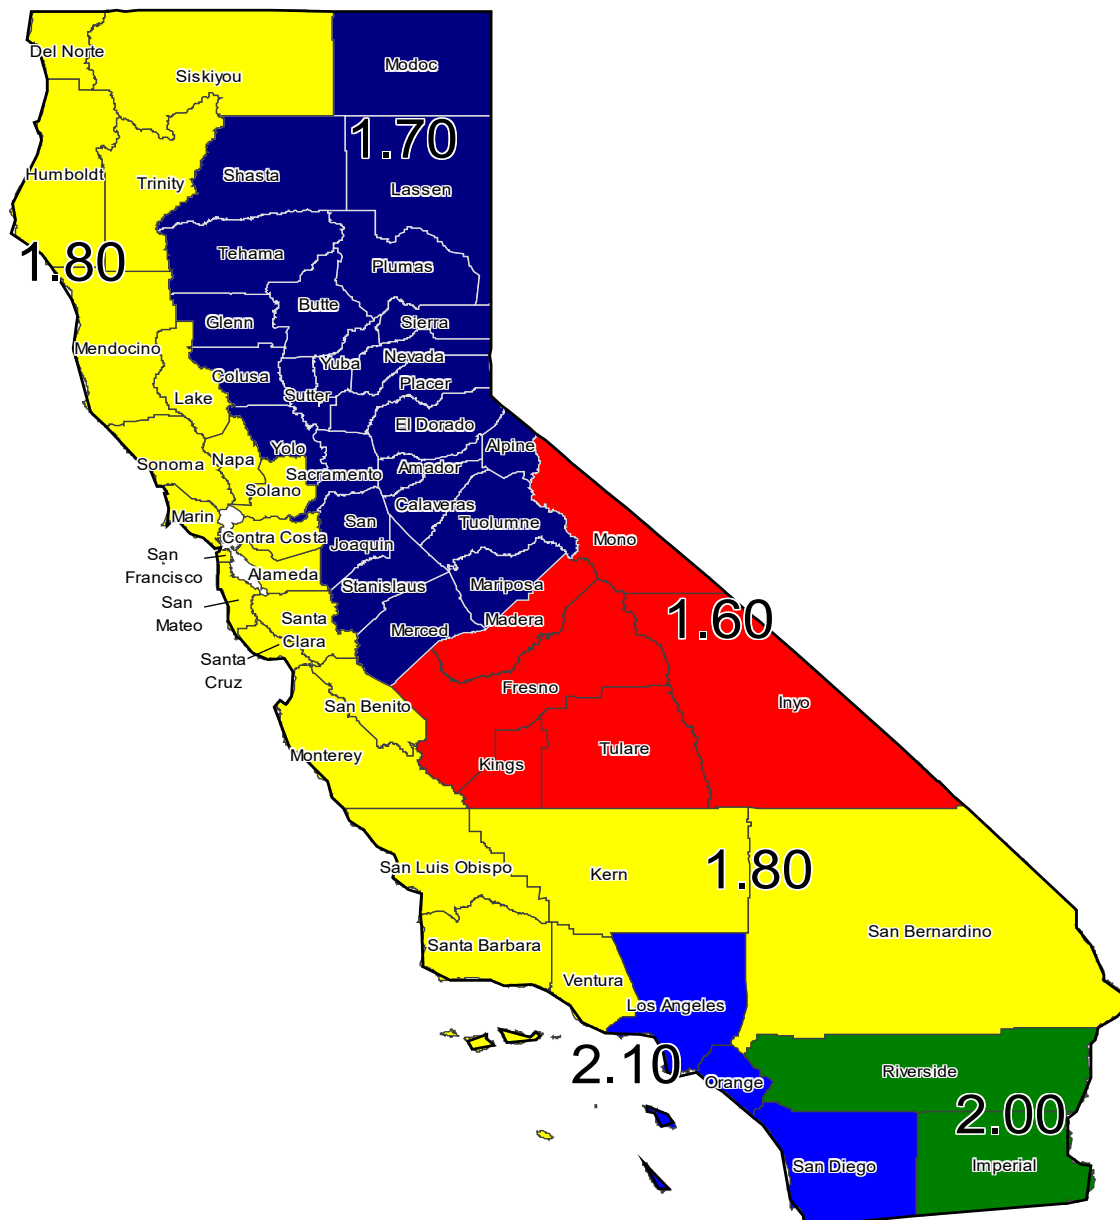 Del Norte
Siskiyou
Modoc
1.70
Humboldt
Trinity
Shasta
Lassen
1.80
Tehama
Plumas
Butte
Glenn
Sierra
Mendocino
Yuba
Nevada
Colusa
Placer
Sutter
Lake
El Dorado
Alpine
Yolo
Napa
Sonoma
Sacramento
Amador
Solano
Calaveras
Marin
San
Joaquin
Tuolumne
Contra Costa
Mono
San
Francisco
Alameda
Stanislaus
Mariposa
San
Mateo
Santa
Clara
Merced
Madera
1.60
Santa
Cruz
Fresno
San Benito
Inyo
Monterey
Kings
Tulare
San Luis Obispo
Kern
1.80
San Bernardino
Santa Barbara
Ventura
Los Angeles
2.10
Orange
Riverside
2.00
San Diego
Imperial